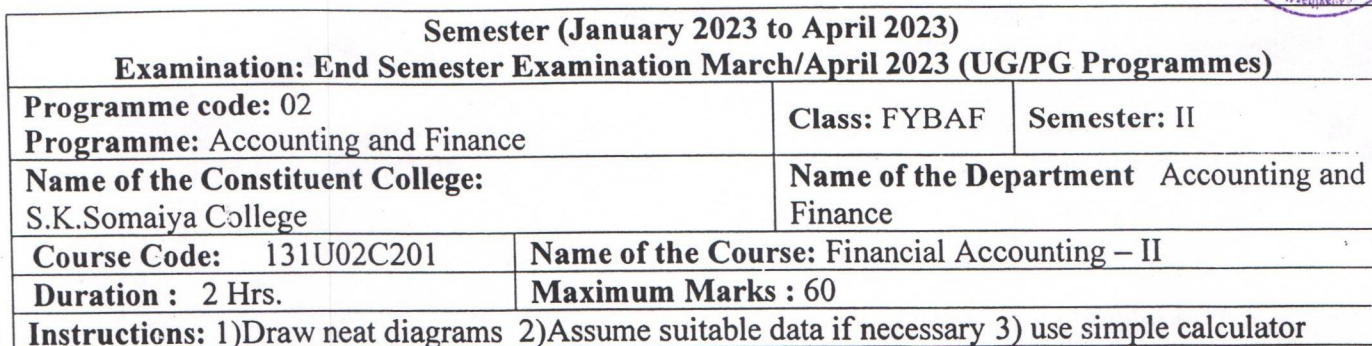 Semester (January 2023 to April 2023)
Examination: End Semester Examination March/April 2023 (UG/PG Programmes)
Programme code: 02
Programme: Accounting and Finance
Class: FYBAF
Semester: II
Name of the Constituent College:
S.K.Somaiya College
Name of the Department Accounting and
Finance
Course Code: 131U02C201
Name of the Course: Financial Accounting – II
Duration : 2 Hrs.
Maximum Marks : 60
Instructions: 1)Draw neat diagrams 2)Assume suitable data if necessary 3) use simple calculator